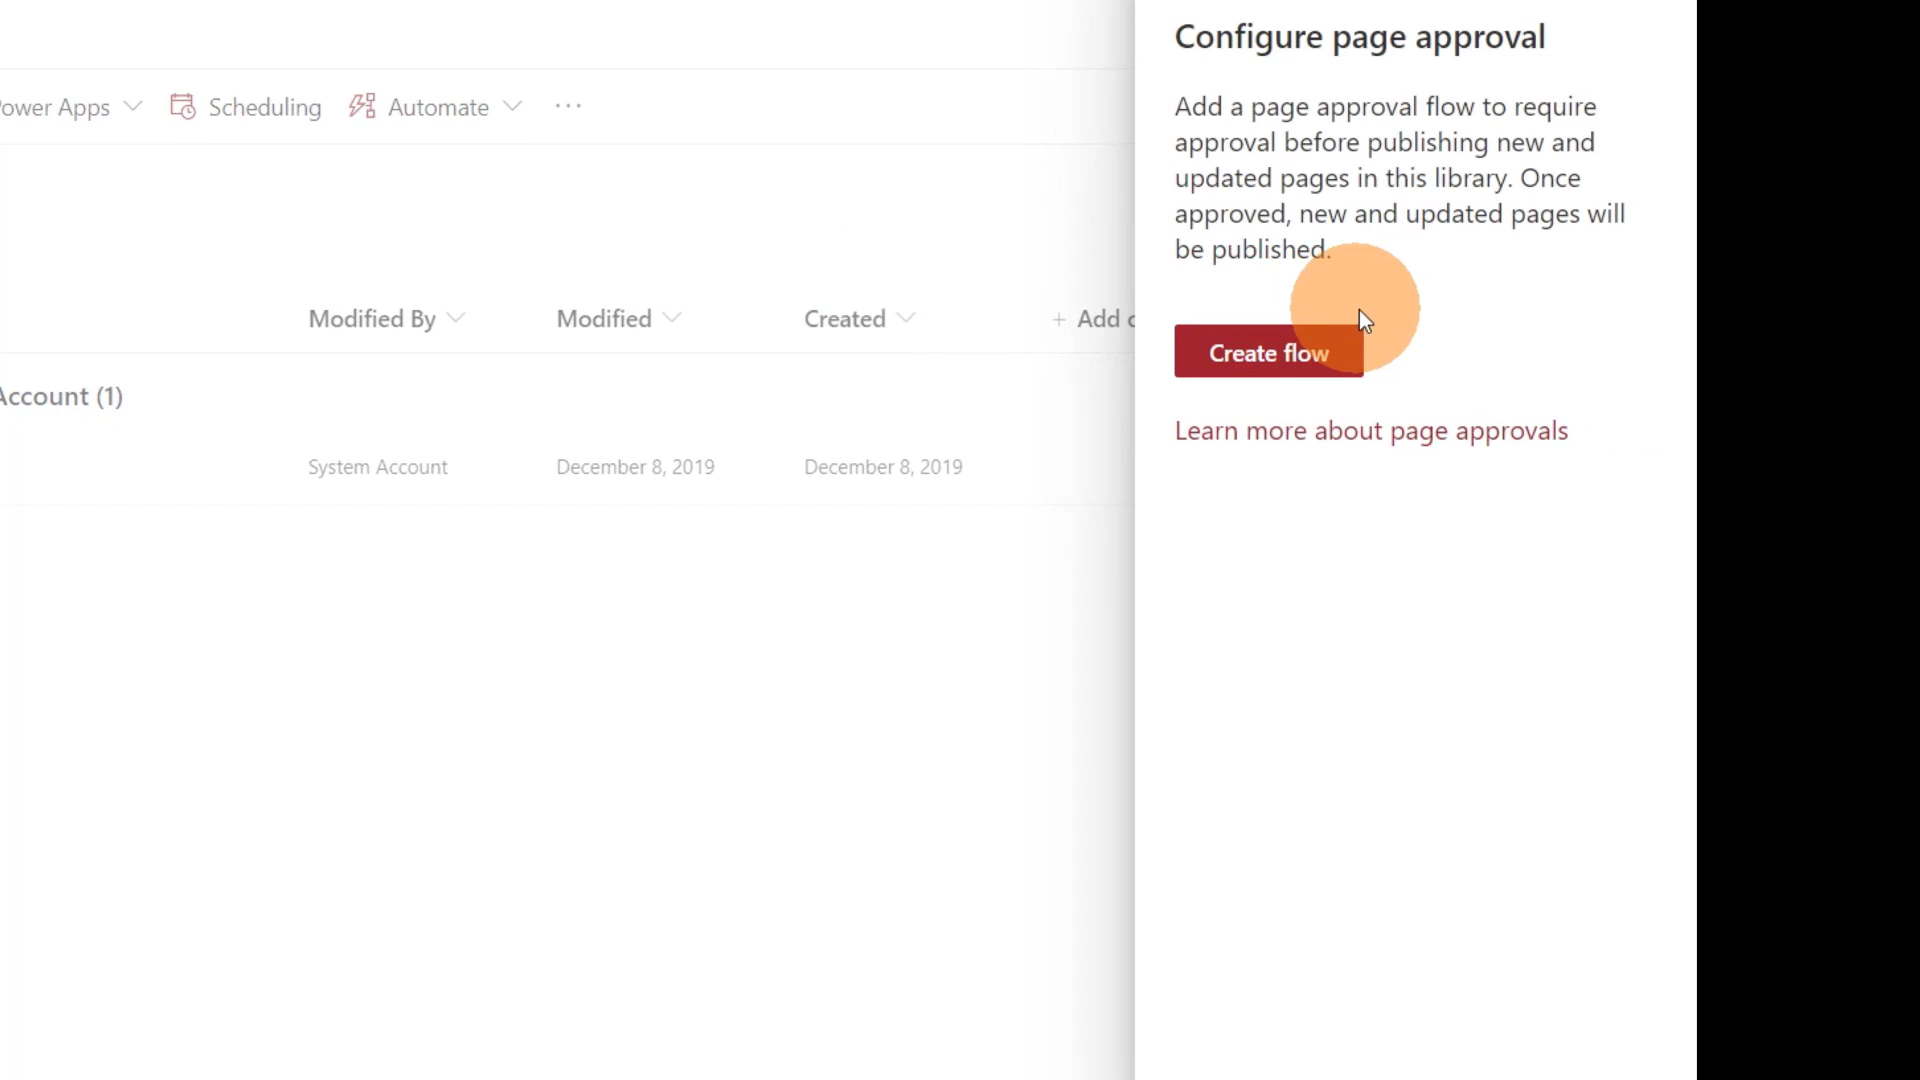 Configure page approval
Power Apps Scheduling Automate ...
Add a page approval flow to require
approval before publishing new and
updated pages in this library. Once
approved, new and updated pages will
be published.
Modified By Modified Created + Add
Create flow
Account (1)
Learn more about page approvals
System Account December 8, 2019 December 8, 2019